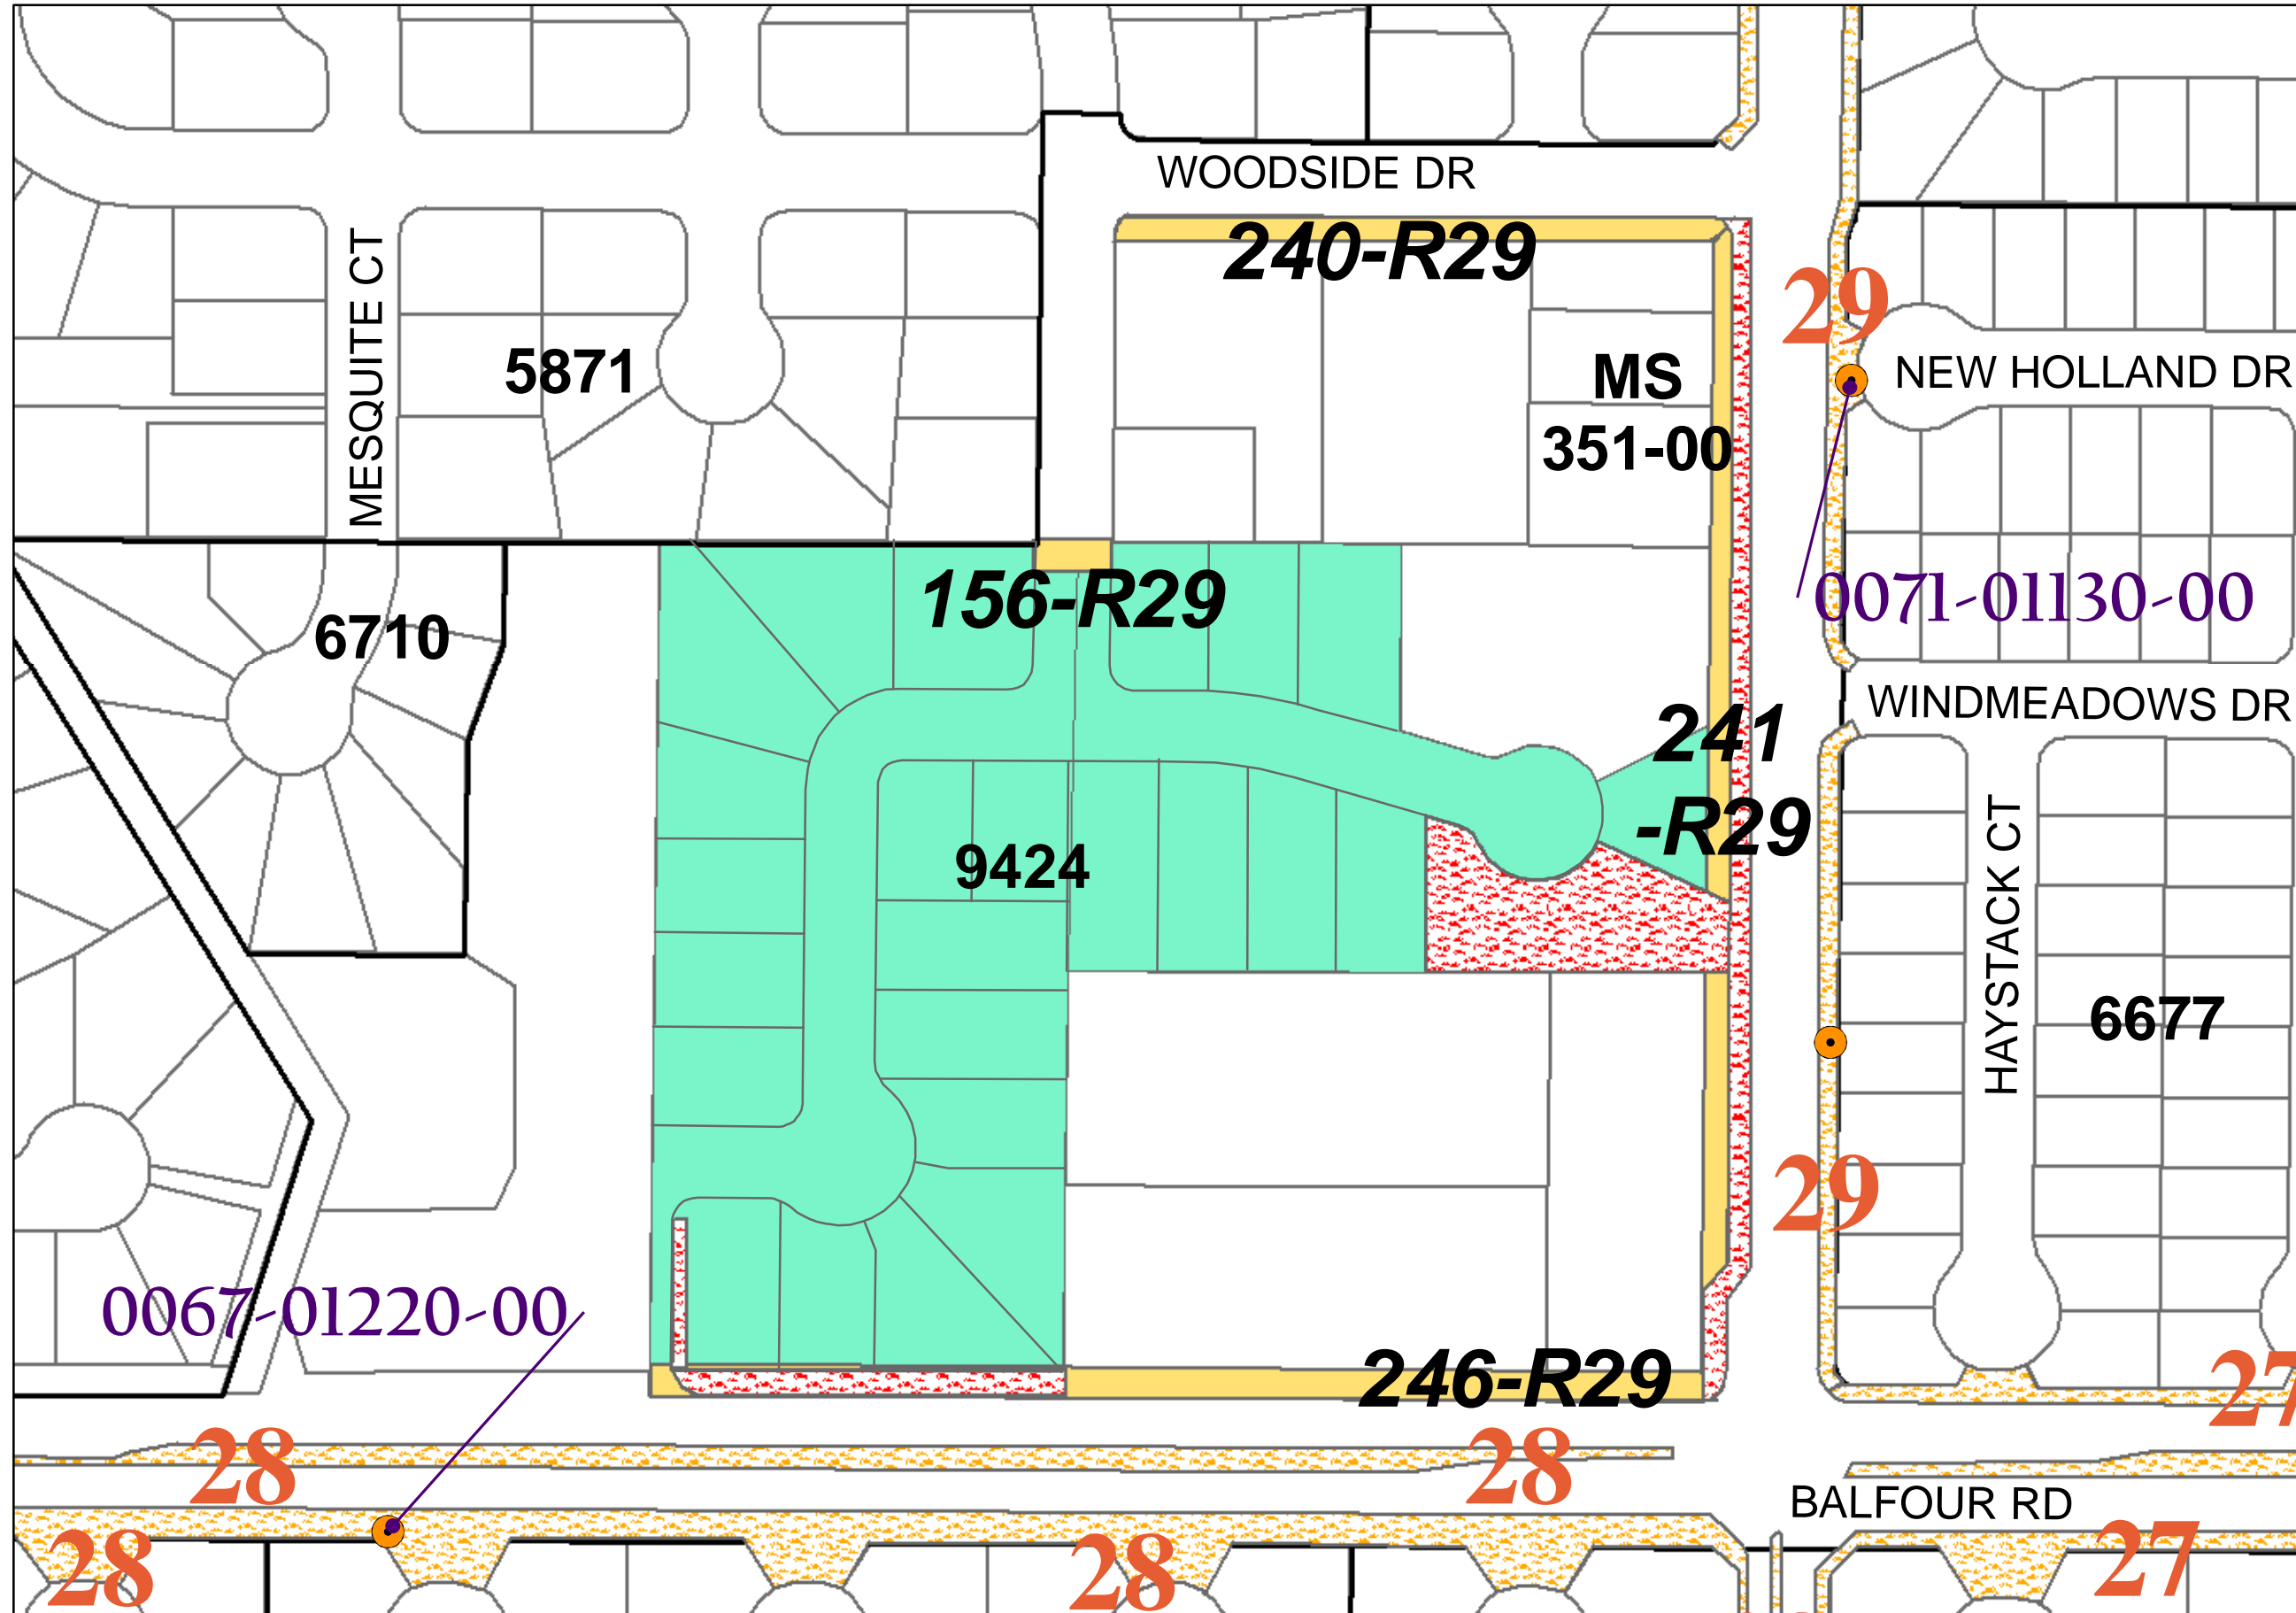 WOODSIDE DR
240-R29
MESQUITE CT
29
5871
MS
351-00
NEW HOLLAND DR
156-R29
0071-01130-00
6710
241
-R29
WINDMEADOWS DR
9424
HAYSTACK CT
6677
29
0067-01220-00
246-R29
27
28
28
BALFOUR RD
28
28
27